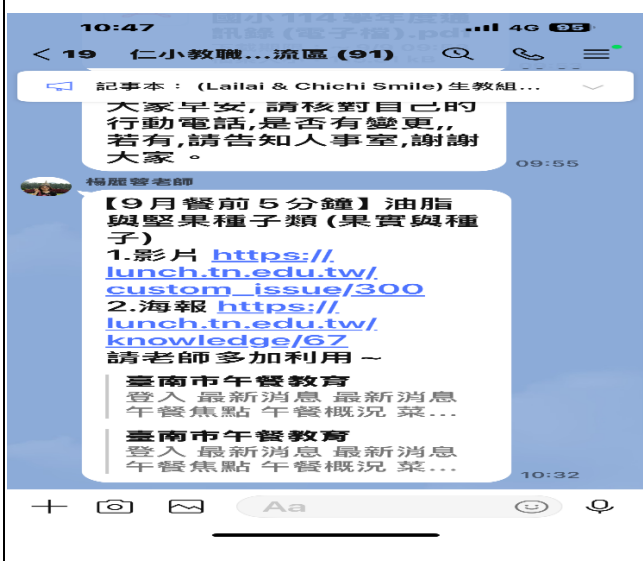 國小114學年度通
訊錄(電子檔).pdf
10:47
4G 95
< 19 仁小教職...流區 (91)
記事本： (Lailai & Chichi Smile) 生教組...
大家早安,請核對自己的
行動電話,是否有變更,,
若有,請告知人事室,謝謝
大家。
09:55
楊麗蓉老師
【9月餐前5分鐘】油脂
與堅果種子類(果實與種
子)
1.影片 https://
lunch.tn.edu.tw/
custom_issue/300
2.海報 https://
lunch.tn.edu.tw/
knowledge/67
請老師多加利用~
臺南市午餐教育
登入 最新消息 最新消息
午餐焦點 午餐概況 菜...
臺南市午餐教育
登入 最新消息 最新消息
午餐焦點 午餐概況 菜...
10:32
Aa